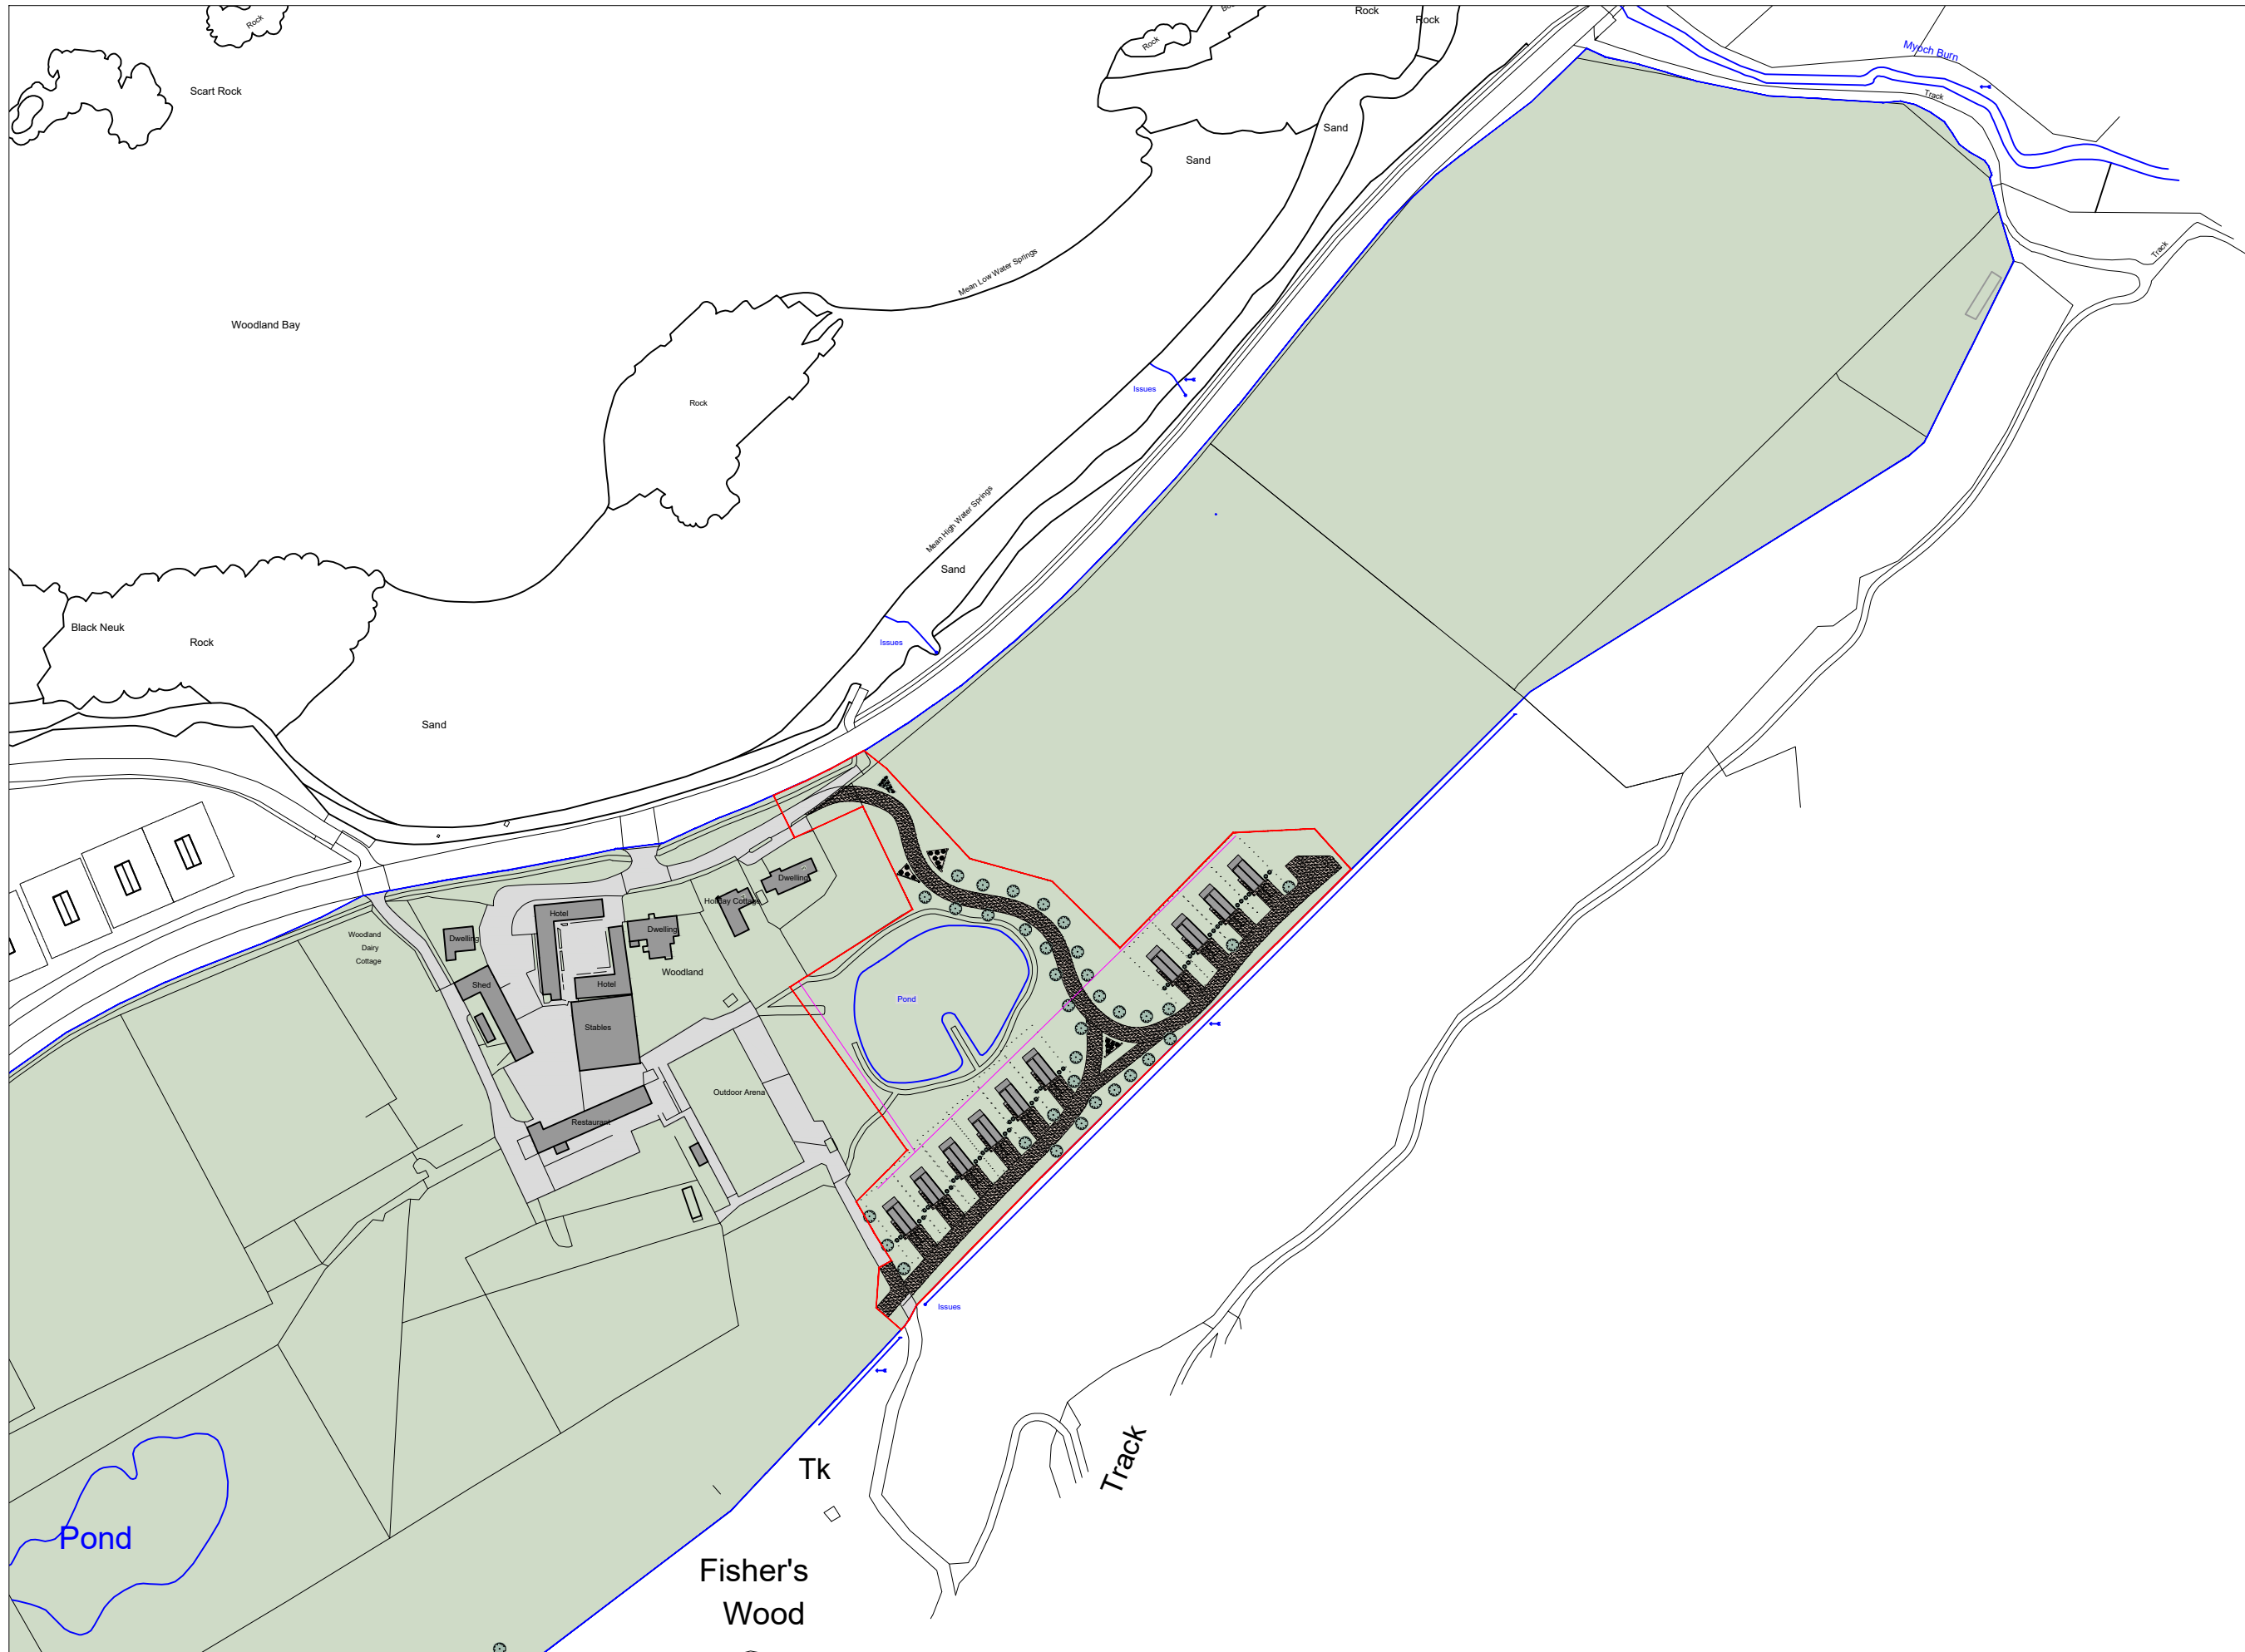 Rock
Rock
Rock
Rock
Myoch Burn
Scart Rock
Track
Sand
Sand
Track
Mean Low Water Springs
Woodland Bay
Issues
Rock
Mean High Water Springs
Sand
Black Neuk
Rock
Issues
Sand
Dwelling
Holiday Cottage
Hotel
Dwelling
Woodland
Dairy
Cottage
Dwelling
Woodland
Shed
Hotel
Pond
Stables
Outdoor Arena
Restaurant
Issues
Track
Tk
Pond
Fisher's
Wood